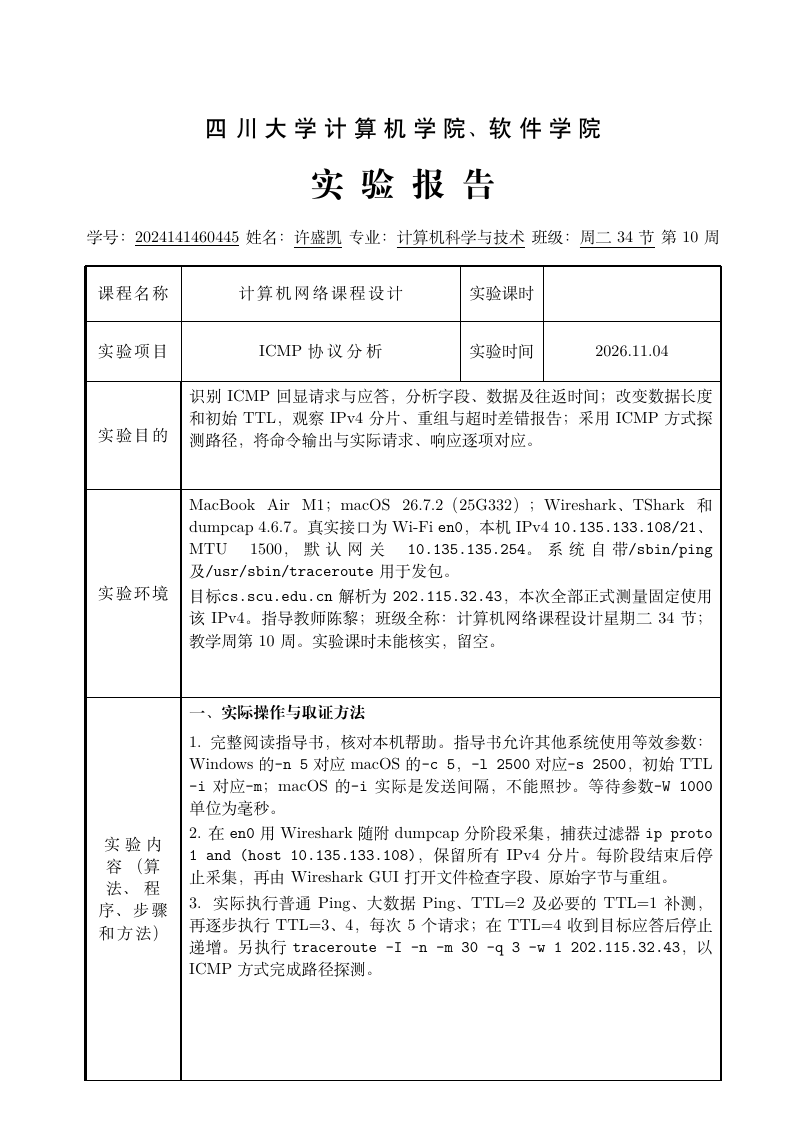 四川大学计算机学院、软件学院
实验报告
学号：2024141460445 姓名：许盛凯 专业：计算机科学与技术 班级：周二 34 节 第 10 周
课程名称 计算机网络课程设计 实验课时
实验项目 ICMP 协议分析 实验时间 2026.11.04
实验目的
识别 ICMP 回显请求与应答，分析字段、数据及往返时间；改变数据长度
和初始 TTL，观察 IPv4 分片、重组与超时差错报告；采用 ICMP 方式探
测路径，将命令输出与实际请求、响应逐项对应。
实验环境
MacBook Air M1；macOS 26.7.2（25G332）；Wireshark、TShark 和
dumpcap 4.6.7。真实接口为 Wi-Fi en0，本机 IPv4 10.135.133.108/21、
MTU 1500，默认网关 10.135.135.254。系统自带/sbin/ping
及/usr/sbin/traceroute 用于发包。
目标cs.scu.edu.cn 解析为 202.115.32.43，本次全部正式测量固定使用
该 IPv4。指导教师陈黎；班级全称：计算机网络课程设计星期二 34 节；
教学周第 10 周。实验课时未能核实，留空。
实验内
容（算
法、程
序、步骤
和方法）
一、实际操作与取证方法
1. 完整阅读指导书，核对本机帮助。指导书允许其他系统使用等效参数：
Windows 的-n 5 对应 macOS 的-c 5，-l 2500 对应-s 2500，初始 TTL
-i 对应-m；macOS 的-i 实际是发送间隔，不能照抄。等待参数-W 1000
单位为毫秒。
2. 在 en0 用 Wireshark 随附 dumpcap 分阶段采集，捕获过滤器 ip proto
1 and (host 10.135.133.108)，保留所有 IPv4 分片。每阶段结束后停
止采集，再由 Wireshark GUI 打开文件检查字段、原始字节与重组。
3. 实际执行普通 Ping、大数据 Ping、TTL=2 及必要的 TTL=1 补测，
再逐步执行 TTL=3、4，每次 5 个请求；在 TTL=4 收到目标应答后停止
递增。另执行 traceroute -I -n -m 30 -q 3 -w 1 202.115.32.43，以
ICMP 方式完成路径探测。